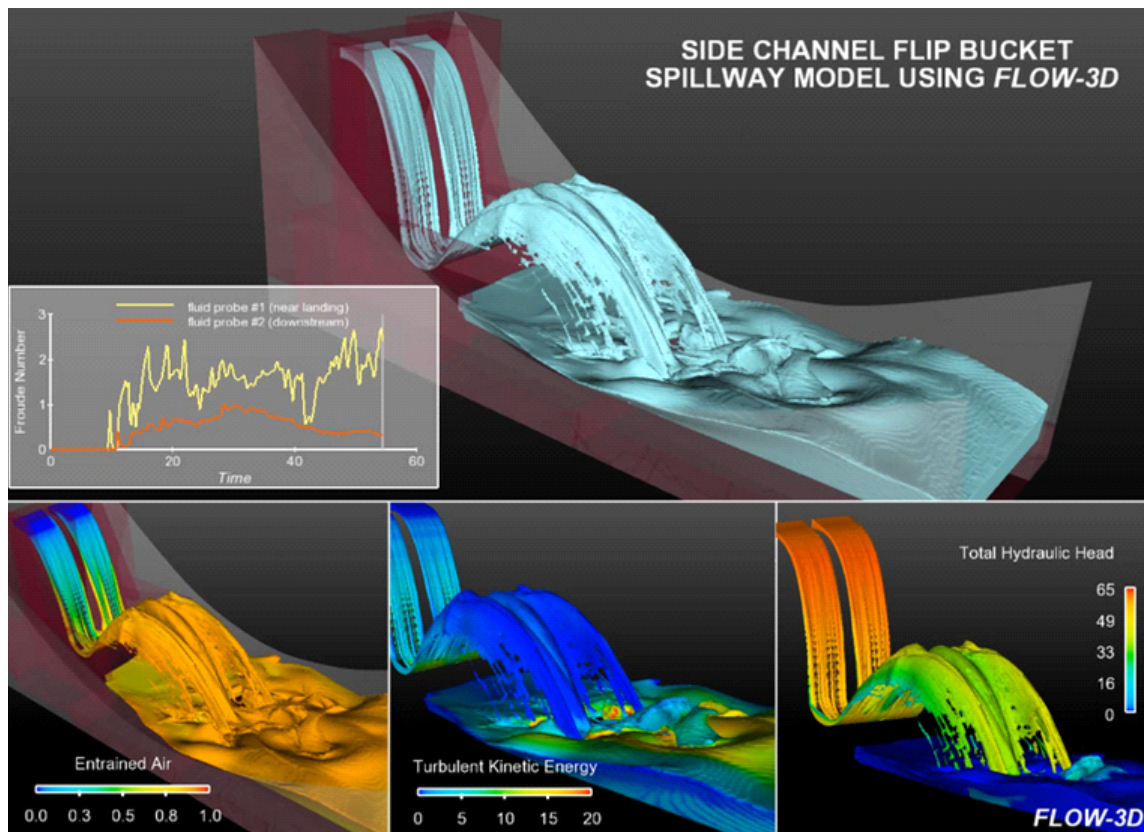 SIDE CHANNEL FLIP BUCKET
SPILLWAY MODEL USING FLOW-3D
fluid probe #1 (near landing)
fluid probe #2 (downstream)
Froude Number
3
2
1
0
0 20 40 60
Time
Entrained Air
0.0 0.3 0.5 0.8 1.0
Turbulent Kinetic Energy
0 5 10 15 20
Total Hydraulic Head
65
49
33
16
0
FLOW-3D